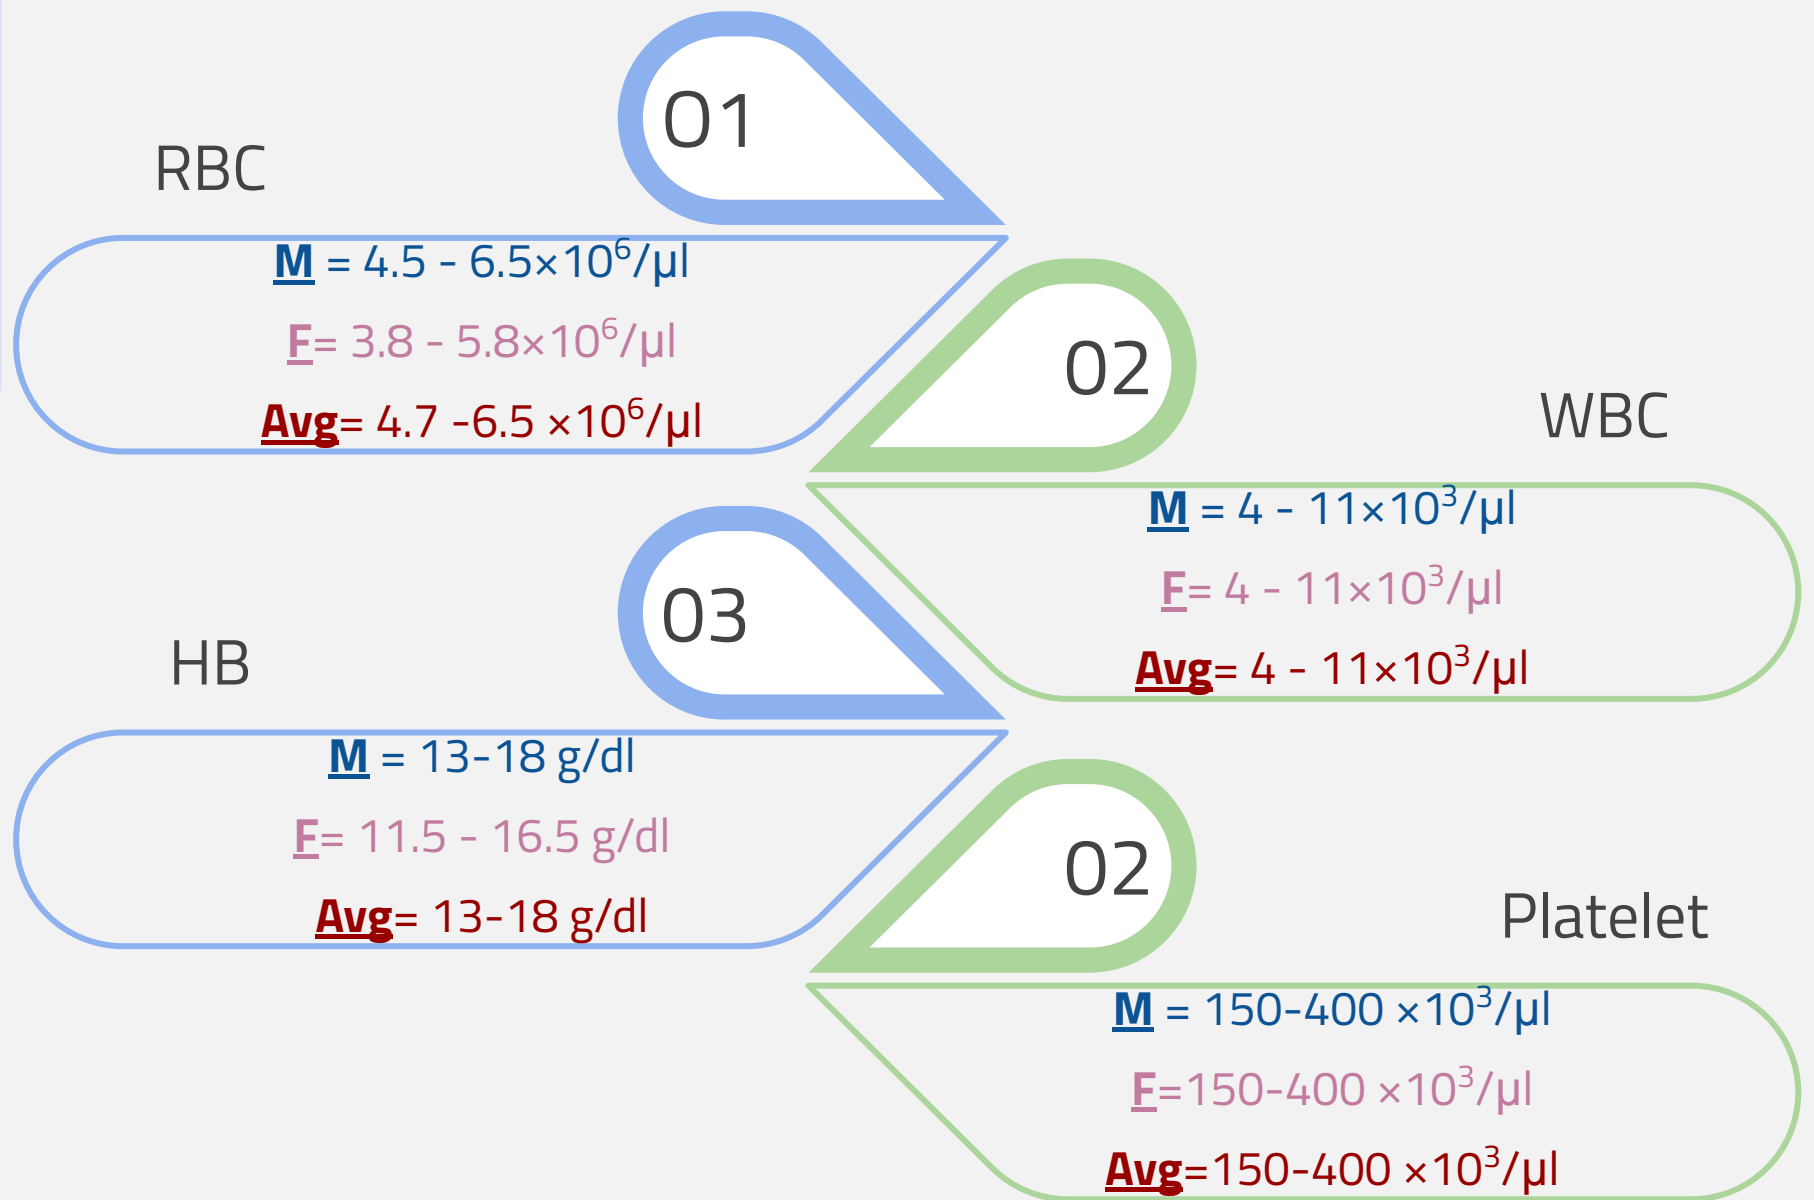 01
RBC
M = 4.5 - 6.5×10⁶/µl
F= 3.8 - 5.8×10⁶/µl
Avg= 4.7 -6.5 ×10⁶/µl
02
WBC
M = 4 - 11×10³/µl
F= 4 - 11×10³/µl
Avg= 4 - 11×10³/µl
03
HB
M = 13-18 g/dl
F= 11.5 - 16.5 g/dl
Avg= 13-18 g/dl
02
Platelet
M = 150-400 ×10³/µl
F=150-400 ×10³/µl
Avg=150-400 ×10³/µl